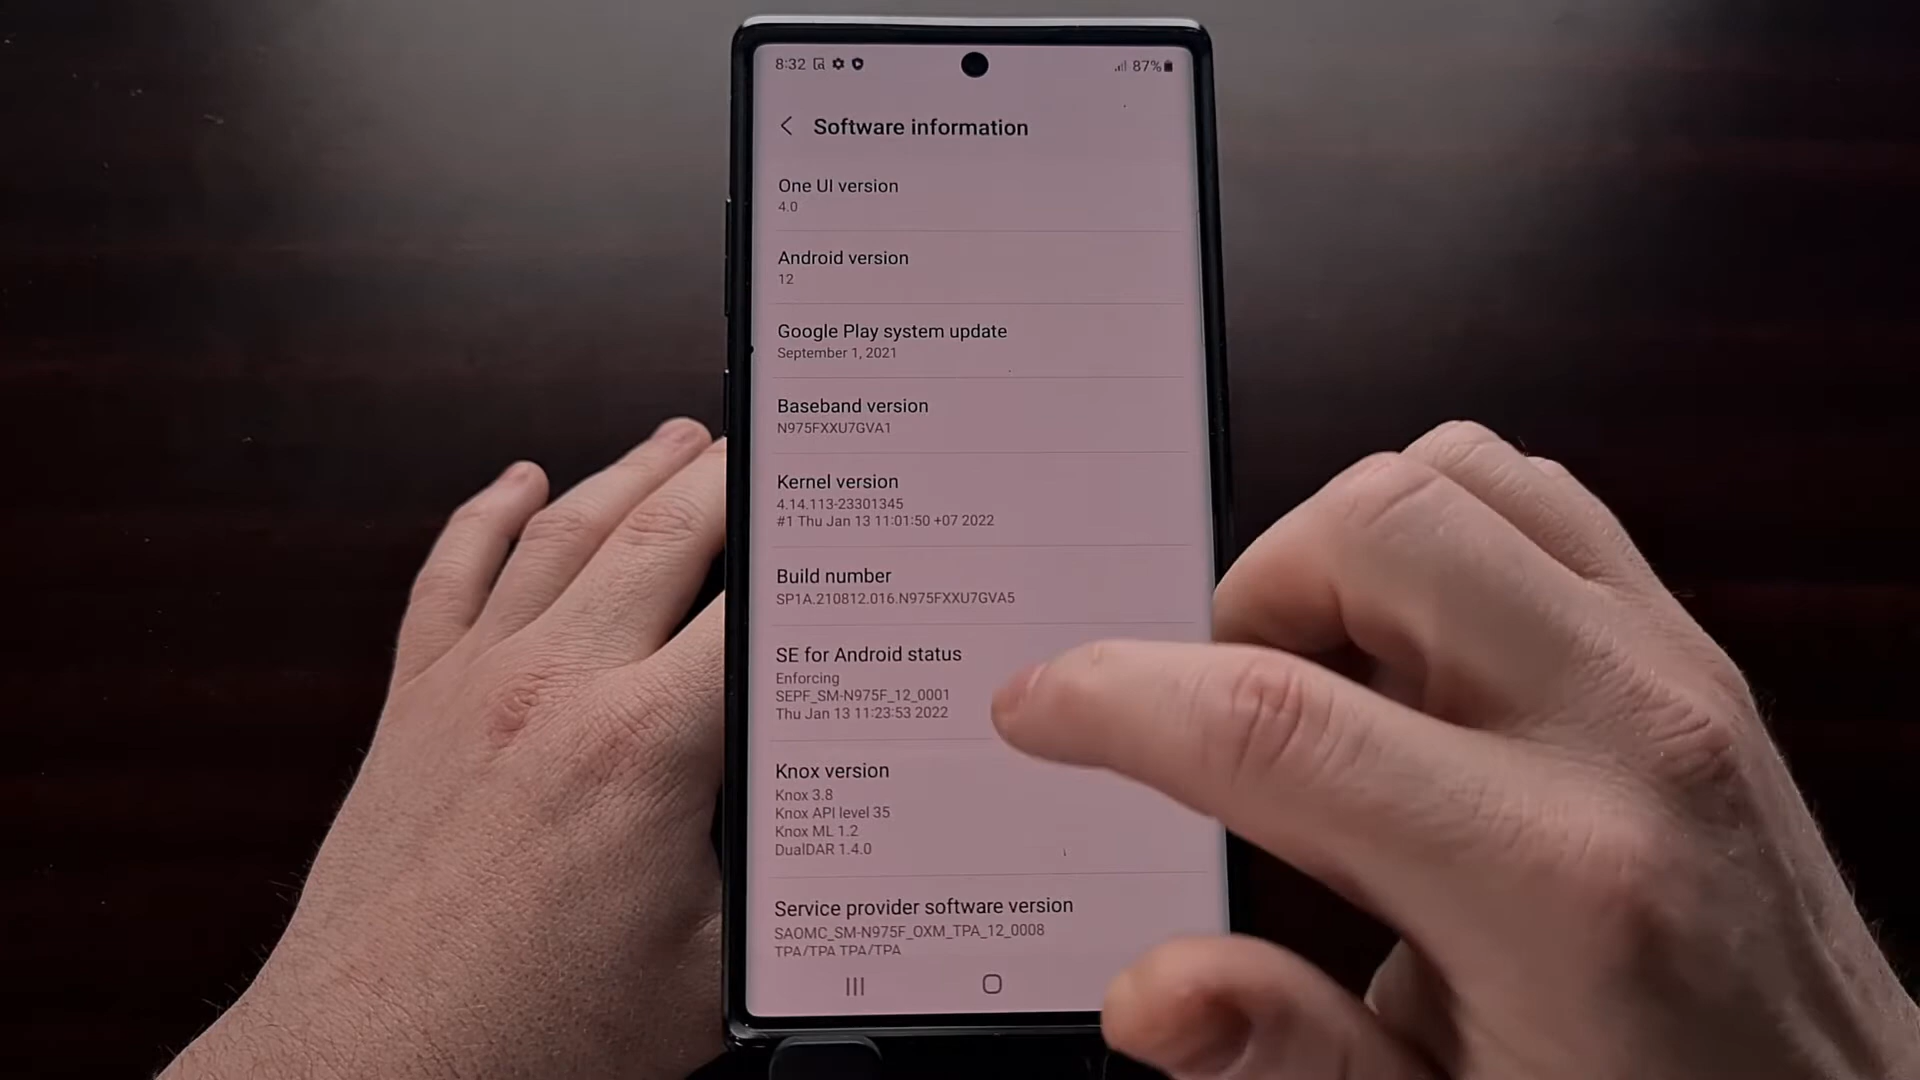 8:32
87%
Software information
One UI version
4.0
Android version
12
Google Play system update
September 1, 2021
Baseband version
N975FXXU7GVA1
Kernel version
4.14.113-23301345
#1 Thu Jan 13 11:01:50 +07 2022
Build number
SP1A.210812.016.N975FXXU7GVA5
SE for Android status
Enforcing
SEPF_SM-N975F_12_0001
Thu Jan 13 11:23:53 2022
Knox version
Knox 3.8
Knox API level 35
Knox ML 1.2
DualDAR 1.4.0
Service provider software version
SAOMC_SM-N975F_OXM_TPA_12_0008
TPA/TPA TPA/TPA